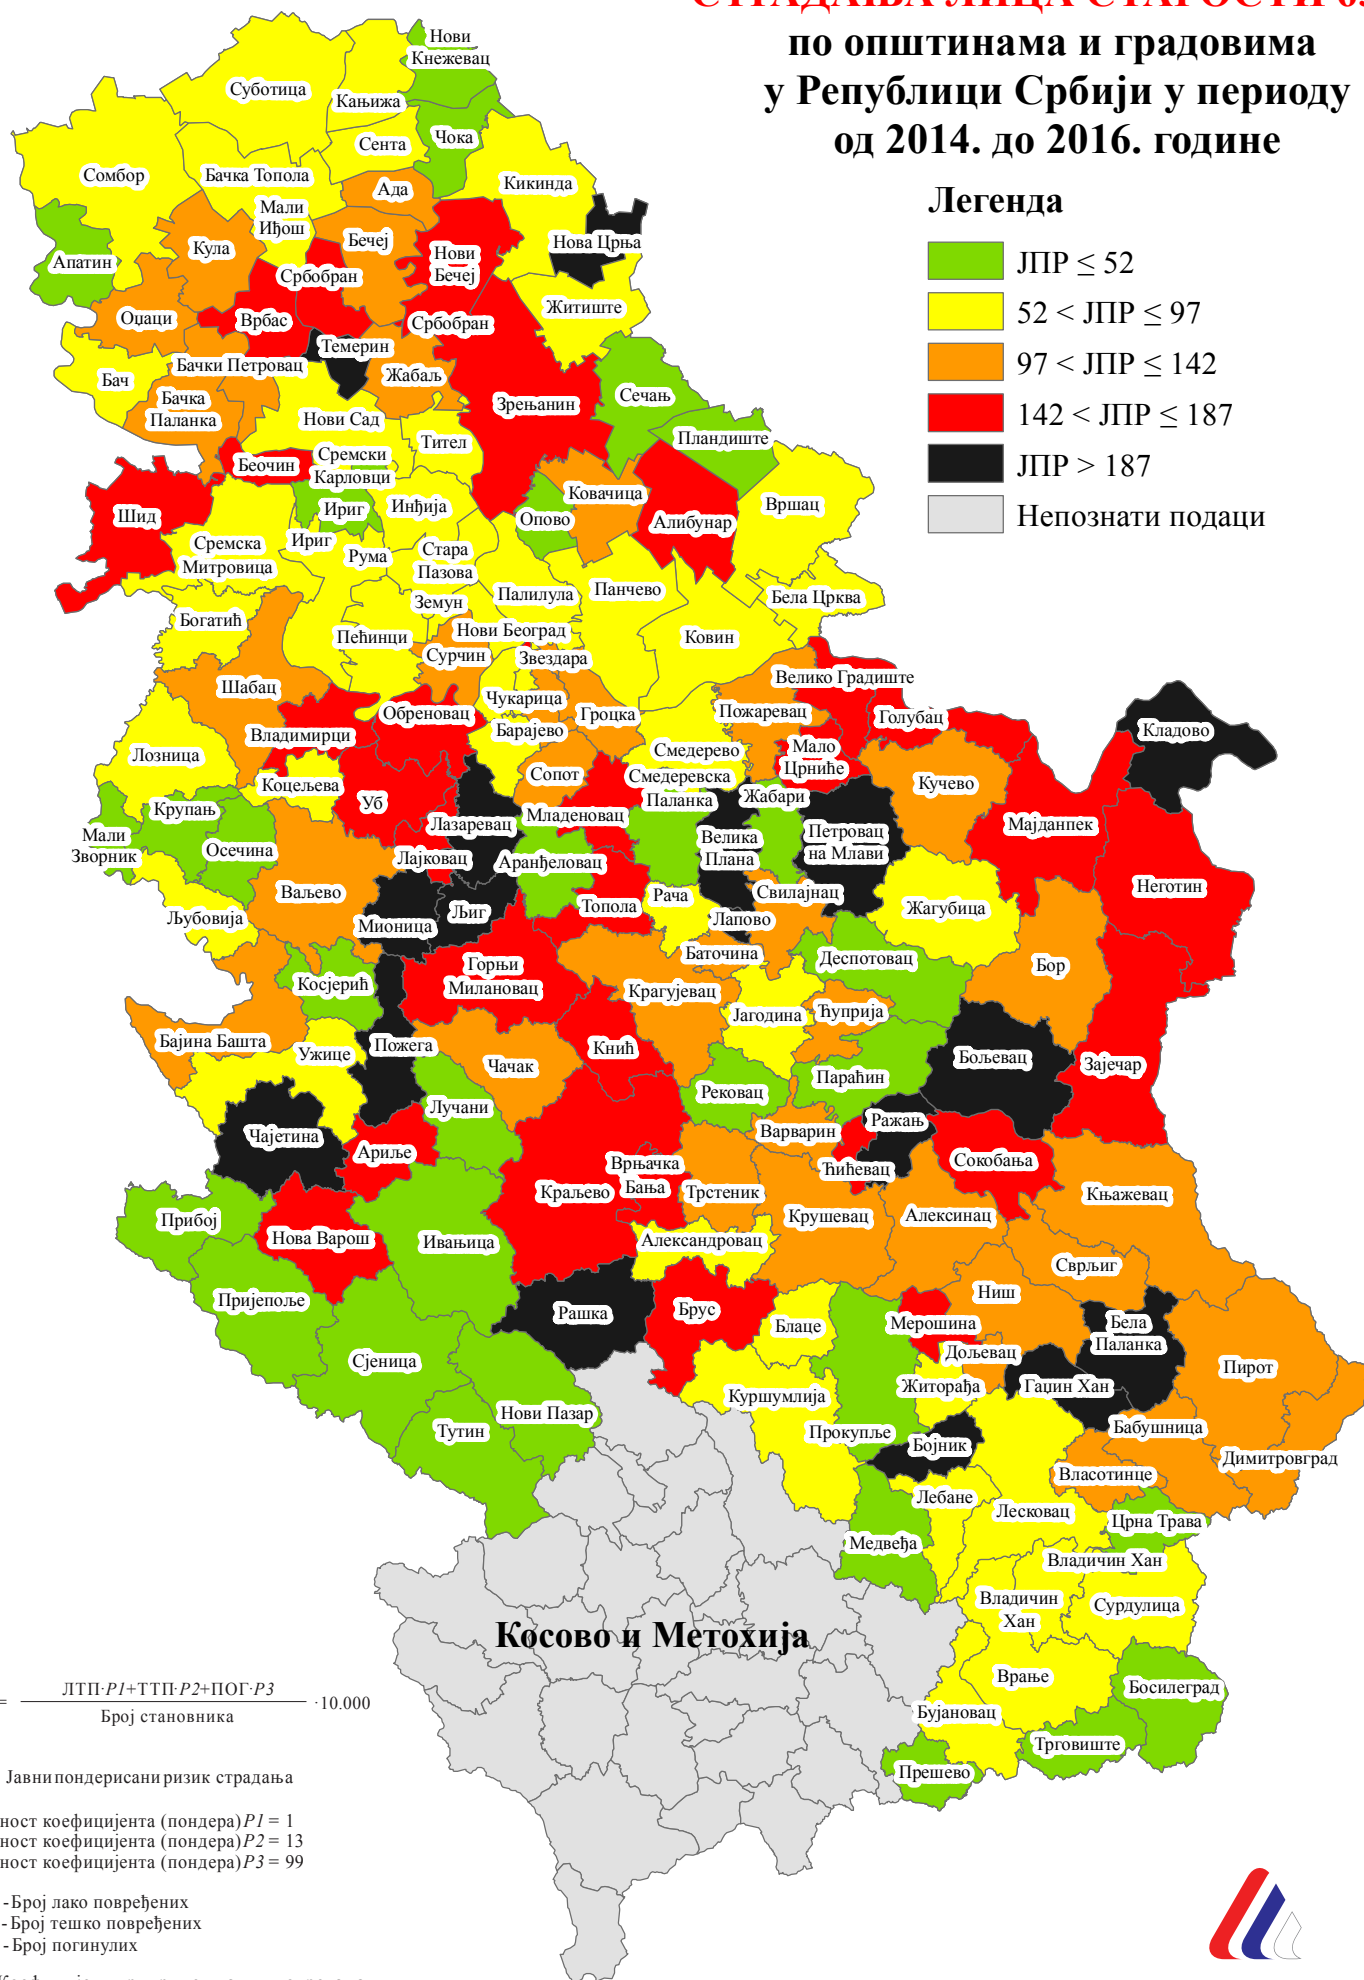 СТРАДАЊА ЛИЦА СТАРОСТИ
по општинама и градовима
у Републици Србији у периоду
од 2014. до 2016. године
Легенда
ЈПР ≤ 52
52 < ЈПР ≤ 97
97 < ЈПР ≤ 142
142 < ЈПР ≤ 187
ЈПР > 187
Непознати подаци
Нови
Кнежевац
Суботица
Кањижа
Чока
Сента
Сомбор
Бачка Топола
Ада
Кикинда
Мали
Иђош
Бечеј
Нова Црња
Кула
Апатин
Нови
Бечеј
Србобран
Житиште
Оџаци
Врбас
Србобран
Темерин
Бачки Петровац
Жабаљ
Бач
Бачка
Паланка
Зрењанин
Сечањ
Нови Сад
Пландиште
Тител
Сремски
Карловци
Беочин
Ковачица
Вршац
Ириг
Инђија
Шид
Опово
Алибунар
Ириг
Сремска
Митровица
Рума
Стара
Пазова
Панчево
Палилула
Бела Црква
Земун
Богатић
Пећинци
Нови Београд
Ковин
Сурчин
Звездара
Велико Градиште
Шабац
Чукарица
Обреновац
Гроцка
Пожаревац
Голубац
Барајево
Кладово
Владимирци
Смедерево
Мало
Црниће
Лозница
Сопот
Смедеревска
Паланка
Кучево
Коцељева
Жабари
Уб
Крупањ
Младеновац
Лазаревац
Мајданпек
Мали
Зворник
Велика
Плана
Петровац
на Млави
Осечина
Лајковац
Аранђеловац
Неготин
Ваљево
Свилајнац
Рача
Топола
Жагубица
Љубовија
Мионица
Љиг
Лапово
Баточина
Деспотовац
Горњи
Милановац
Бор
Косјерић
Крагујевац
Јагодина
Ћуприја
Бајина Башта
Ужице
Пожега
Кнић
Бољевац
Чачак
Зајечар
Параћин
Рековац
Лучани
Ражањ
Варварин
Чајетина
Ариље
Врњачка
Бања
Ћићевац
Сокобања
Краљево
Трстеник
Књажевац
Прибој
Крушевац
Алексинац
Нова Варош
Ивањица
Александровац
Сврљиг
Ниш
Пријепоље
Рашка
Брус
Блаце
Мерошина
Бела
Паланка
Дољевац
Сјеница
Пирот
Житорађа
Гаџин Хан
Куршумлија
Нови Пазар
Тутин
Прокупље
Бабушница
Бојник
Димитровград
Власотинце
Лебане
Лесковац
Црна Трава
Медвеђа
Владичин Хан
Владичин
Хан
Сурдулица
Косово и Метохија
Врање
Босилеград
Бујановац
Трговиште
Прешево
= ЛТП·P1+ТТП·P2+ПОГ·P3 ·10.000
Број становника
Јавни пондерисани ризик страдања
ност коефицијента (пондера) P1 = 1
ност коефицијента (пондера) P2 = 13
ност коефицијента (пондера) P3 = 99
-Број лако повређених
-Број тешко повређених
-Број погинулих